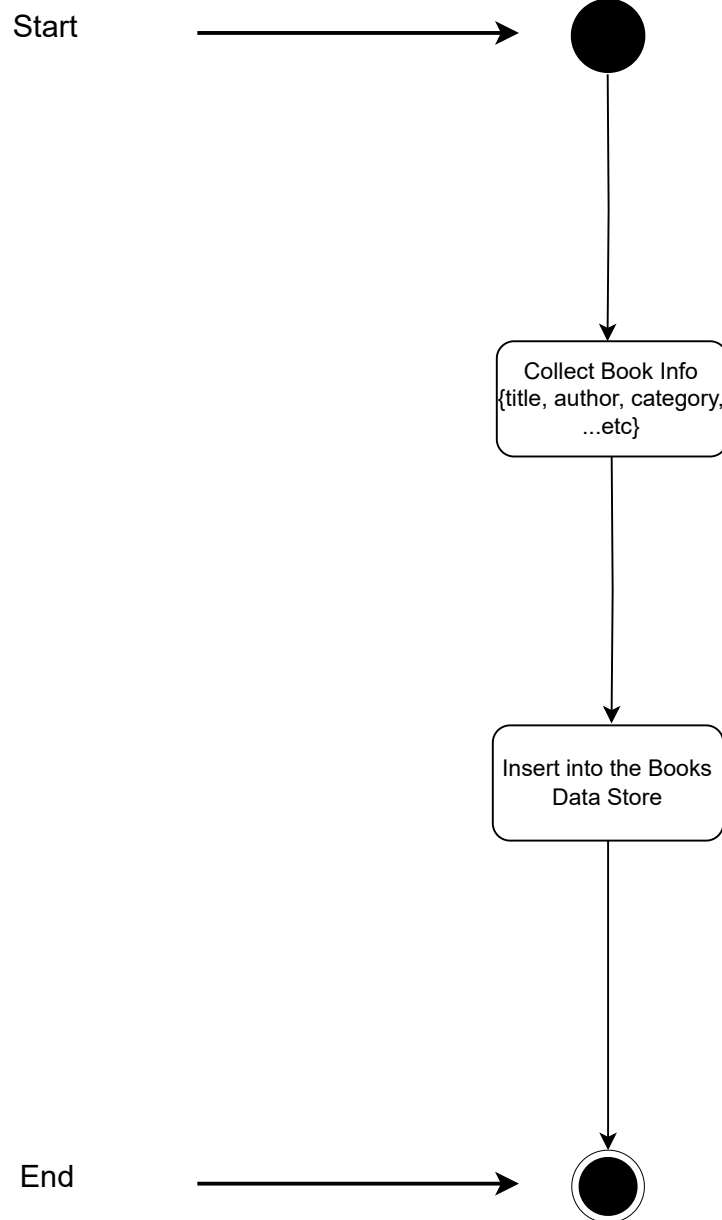 Start
Collect Book Info
{title, author, category,
...etc}
Insert into the Books
Data Store
End